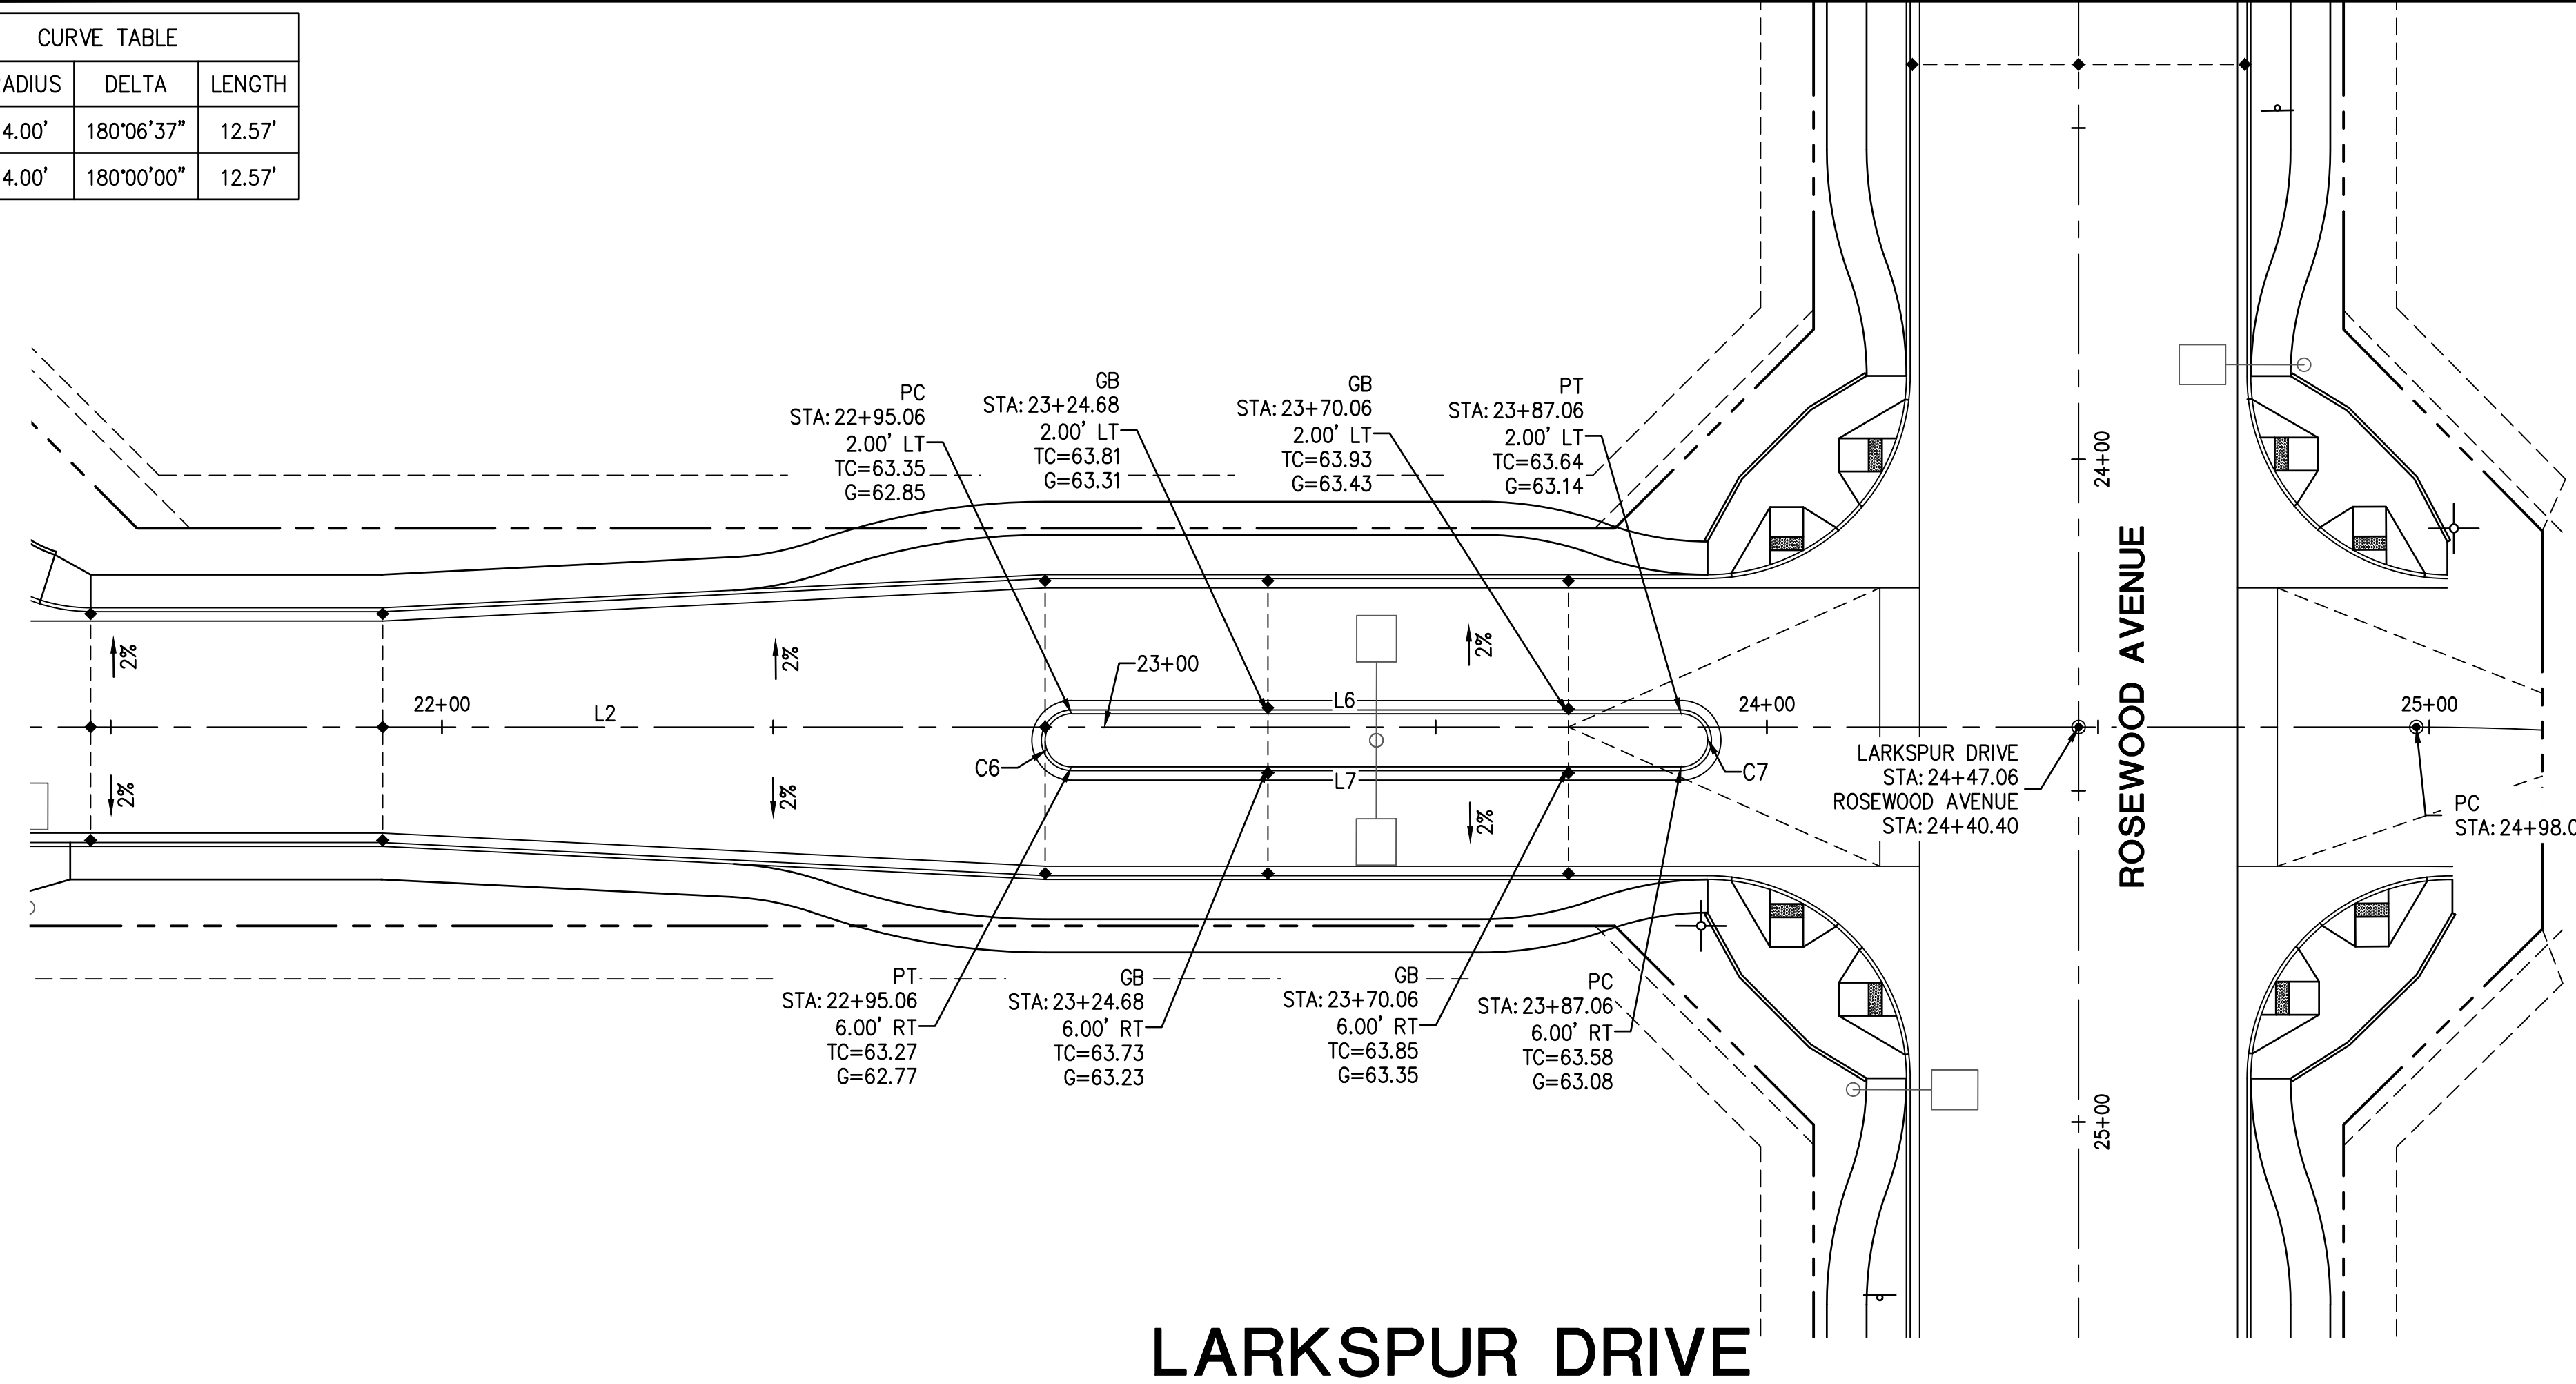 CURVE TABLE
ADIUS DELTA LENGTH
4.00' 180°06'37" 12.57'
4.00' 180°00'00" 12.57'
PC
STA: 22+95.06
2.00' LT
TC=63.35
G=62.85
GB
STA: 23+24.68
2.00' LT
TC=63.81
G=63.31
GB
STA: 23+70.06
2.00' LT
TC=63.93
G=63.43
PT
STA: 23+87.06
2.00' LT
TC=63.64
G=63.14
24+00
ROSEWOOD AVENUE
2%
2%
2%
23+00
22+00
L2
L6
24+00
25+00
C6
L7
C7
2%
2%
2%
LARKSPUR DRIVE
STA: 24+47.06
ROSEWOOD AVENUE
STA: 24+40.40
PC
STA: 24+98.0
PT
STA: 22+95.06
6.00' RT
TC=63.27
G=62.77
GB
STA: 23+24.68
6.00' RT
TC=63.73
G=63.23
GB
STA: 23+70.06
6.00' RT
TC=63.85
G=63.35
PC
STA: 23+87.06
6.00' RT
TC=63.58
G=63.08
25+00
LARKSPUR DRIVE